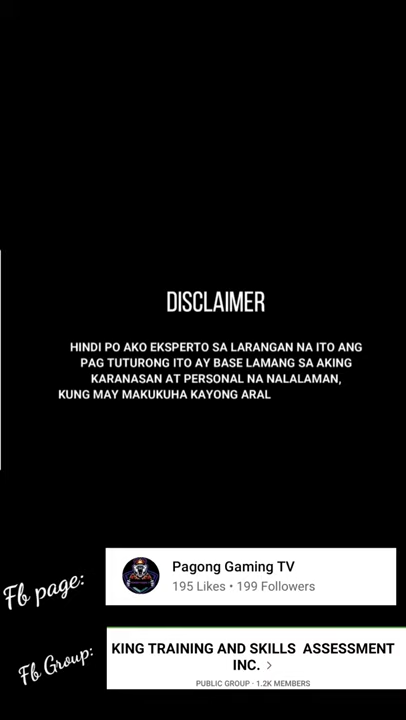 DISCLAIMER
HINDI PO AKO EKSPERTO SA LARANGAN NA ITO ANG
PAG TUTURONG ITO AY BASE LAMANG SA AKING
KARANASAN AT PERSONAL NA NALALAMAN,
KUNG MAY MAKUKUHA KAYONG ARAL
Fb page:
Pagong Gaming TV
195 Likes • 199 Followers
Fb Group:
KING TRAINING AND SKILLS ASSESSMENT
INC. >
PUBLIC GROUP · 1.2K MEMBERS